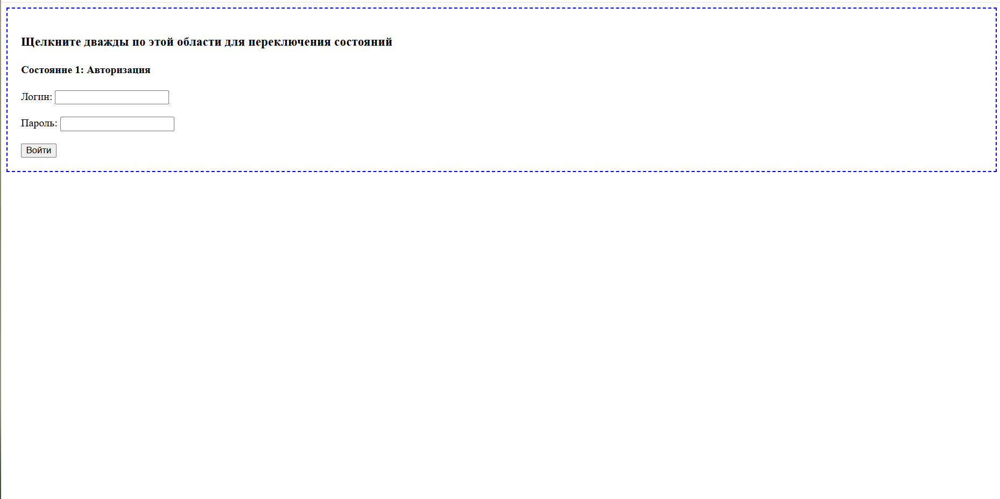 Щелкните дважды по этой области для переключения состояний
Состояние 1: Авторизация
Логин:
Пароль:
Войти